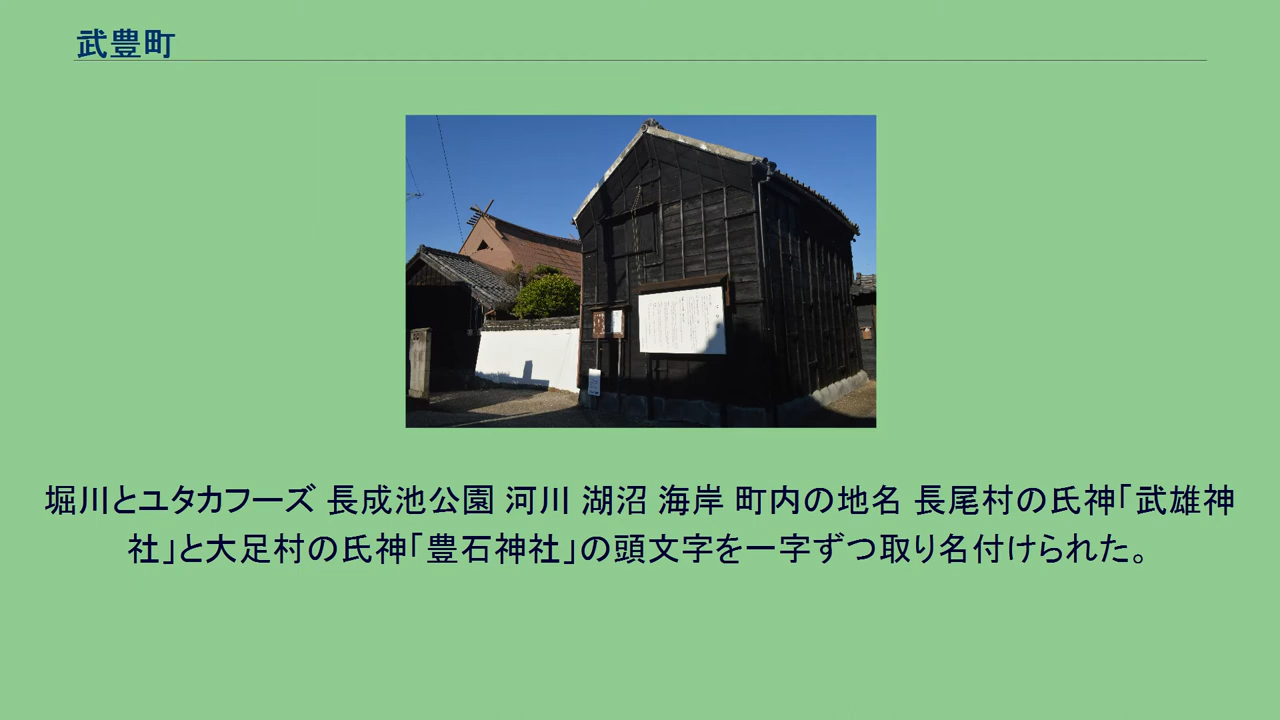 武豊町
堀川とユタカフーズ 長成池公園 河川 湖沼 海岸 町内の地名 長尾村の氏神「武雄神
社」と大足村の氏神「豊石神社」の頭文字を一字ずつ取り名付けられた。